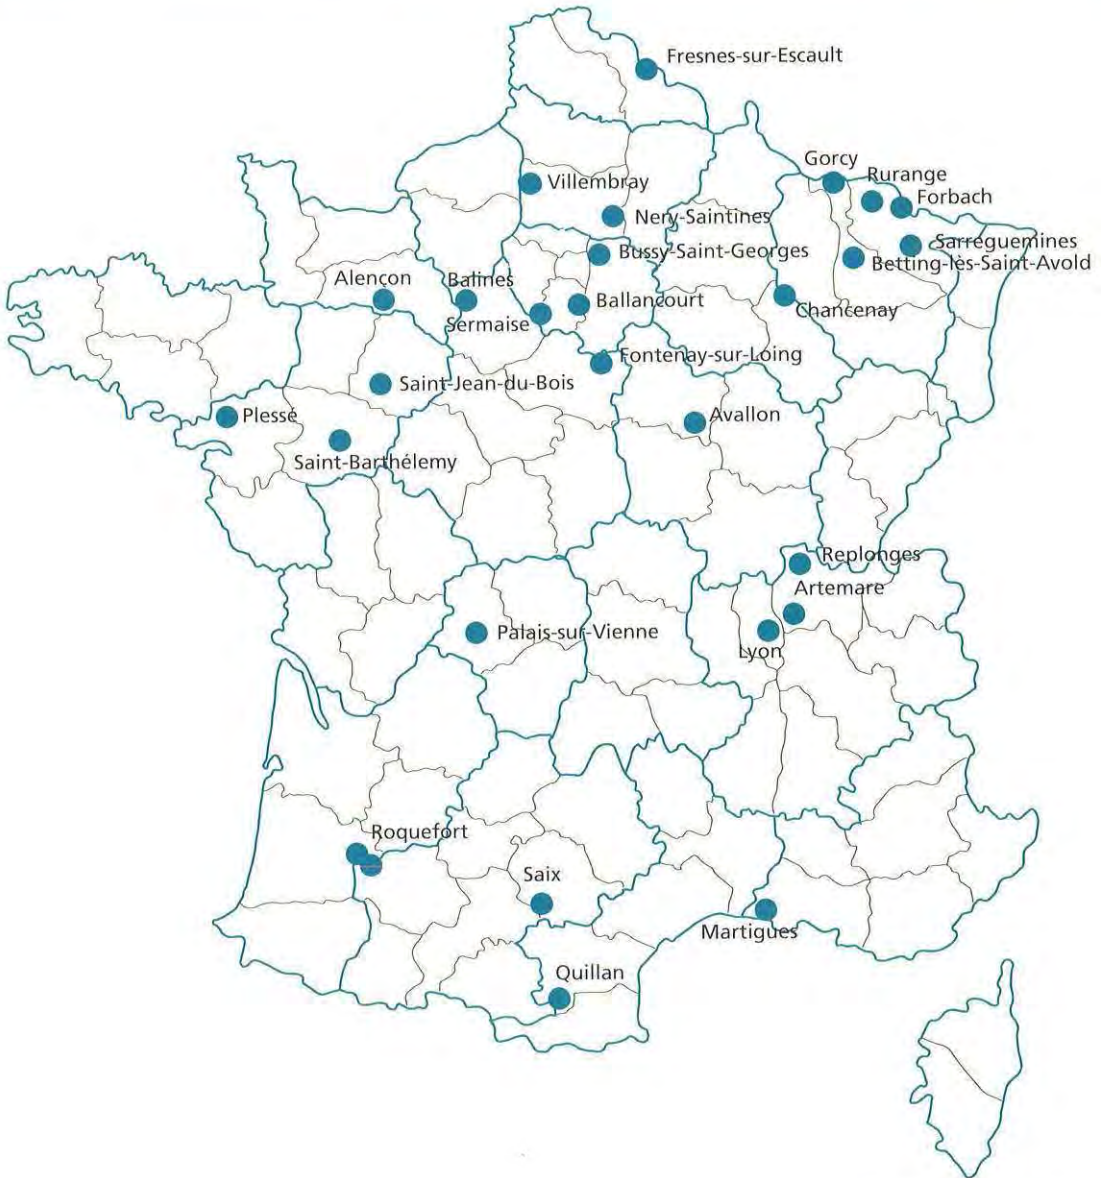 Fresnes-sur-Escault
Gorcy
Rurange
Forbach
Villembray
Nery-Saintines
Sarreguemines
Bussy-Saint-Georges
Betting-lès-Saint-Avold
Alençon
Balines
Ballancourt
Chancenay
Sermaise
Fontenay-sur-Loing
Saint-Jean-du-Bois
Plessé
Avallon
Saint-Barthélemy
Replonges
Artemare
Palais-sur-Vienne
Lyon
Roquefort
Saix
Martigues
Quillan